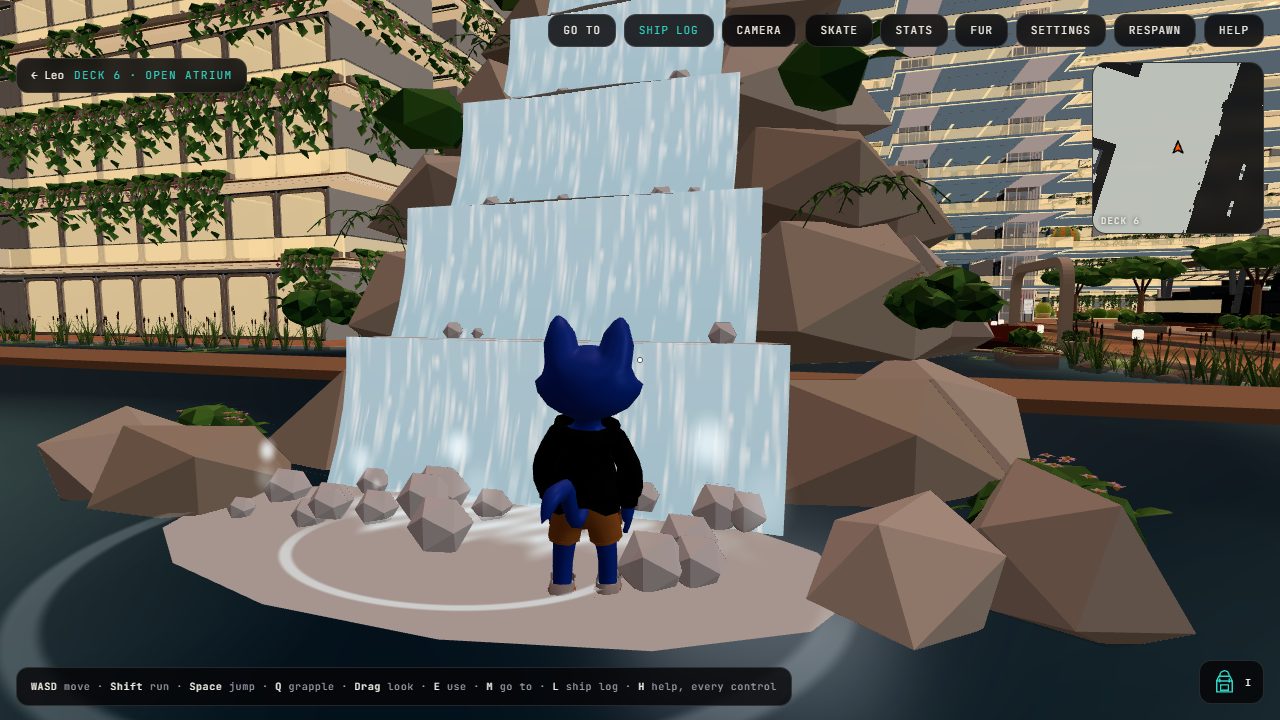 GO TO
SHIP LOG
CAMERA
SKATE
STATS
FUR
SETTINGS
RESPAWN
HELP
← Leo DECK 6 · OPEN ATRIUM
DECK 6
WASD move · Shift run · Space jump · Q grapple · Drag look · E use · M go to · L ship log · H help, every control
I